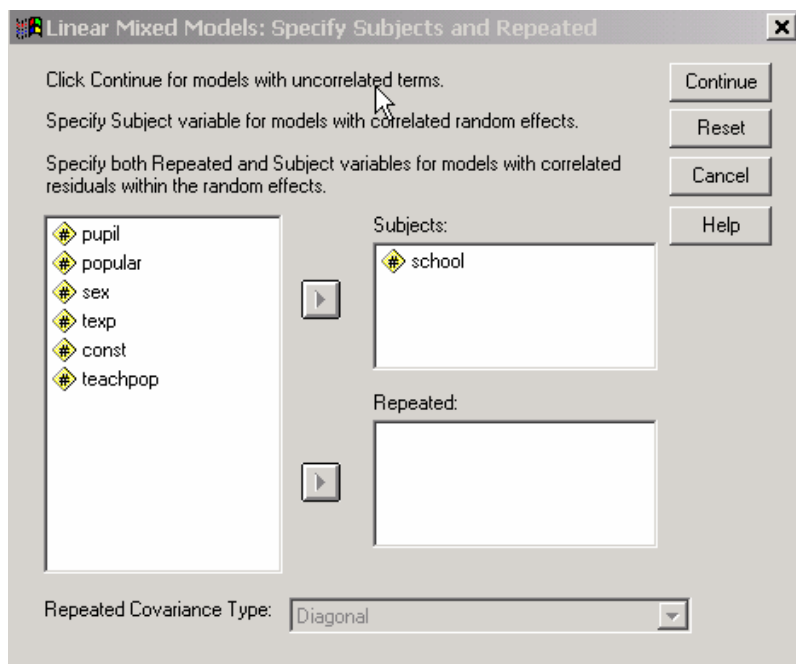 Linear Mixed Models: Specify Subjects and Repeated
Click Continue for models with uncorrelated terms.
Specify Subject variable for models with correlated random effects.
Specify both Repeated and Subject variables for models with correlated
residuals within the random effects.
Continue
Reset
Cancel
Help
pupil
popular
sex
texp
const
teachpop
Subjects:
school
Repeated:
Repeated Covariance Type:
Diagonal